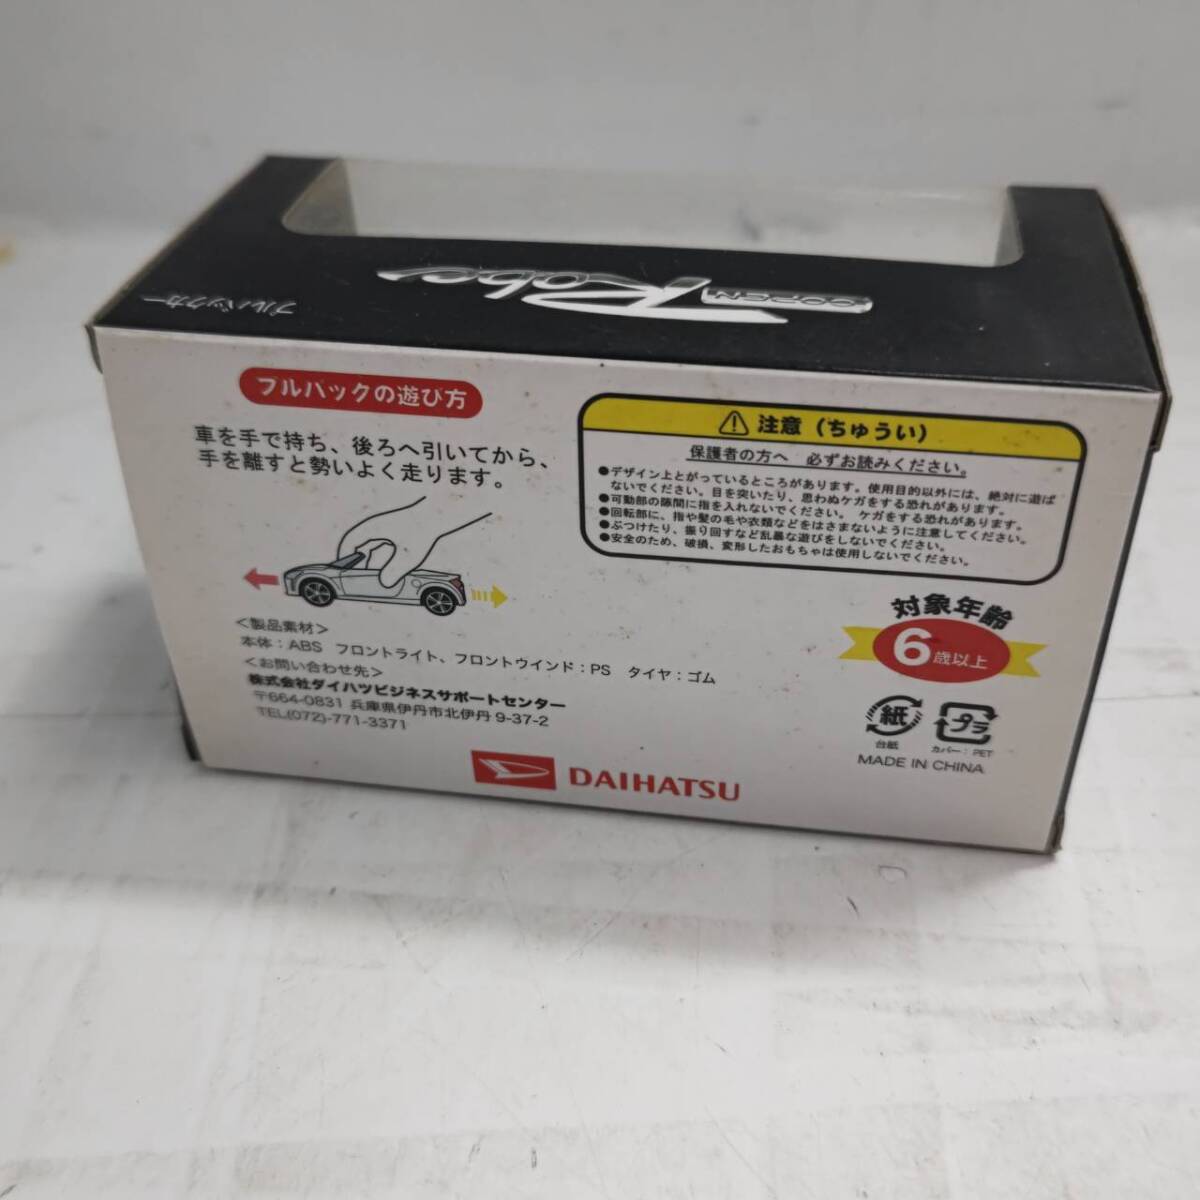 COPEN Robe
プルバックカー
プルバックの遊び方
車を手で持ち、後ろへ引いてから、
手を離すと勢いよく走ります。
<製品素材>
本体:ABS フロントライト、フロントウインド:PS タイヤ:ゴム
<お問い合わせ先>
株式会社ダイハツビジネスサポートセンター
〒664-0831 兵庫県伊丹市北伊丹 9-37-2
TEL(072)-771-3371
DAIHATSU
注意(ちゅうい)
保護者の方へ 必ずお読みください。
●デザイン上とがっているところがあります。使用目的以外には、絶対に遊ば
ないでください。目を突いたり、思わぬケガをする恐れがあります。
●可動部の隙間に指を入れないでください。 ケガをする恐れがあります。
●回転部に、指や髪の毛や衣類などをはさまないように注意してください。
●ぶつけたり、振り回すなど乱暴な遊びをしないでください。
●安全のため、破損、変形したおもちゃは使用しないでください。
対象年齢
6歳以上
紙
台紙
プラ
カバー:PET
MADE IN CHINA